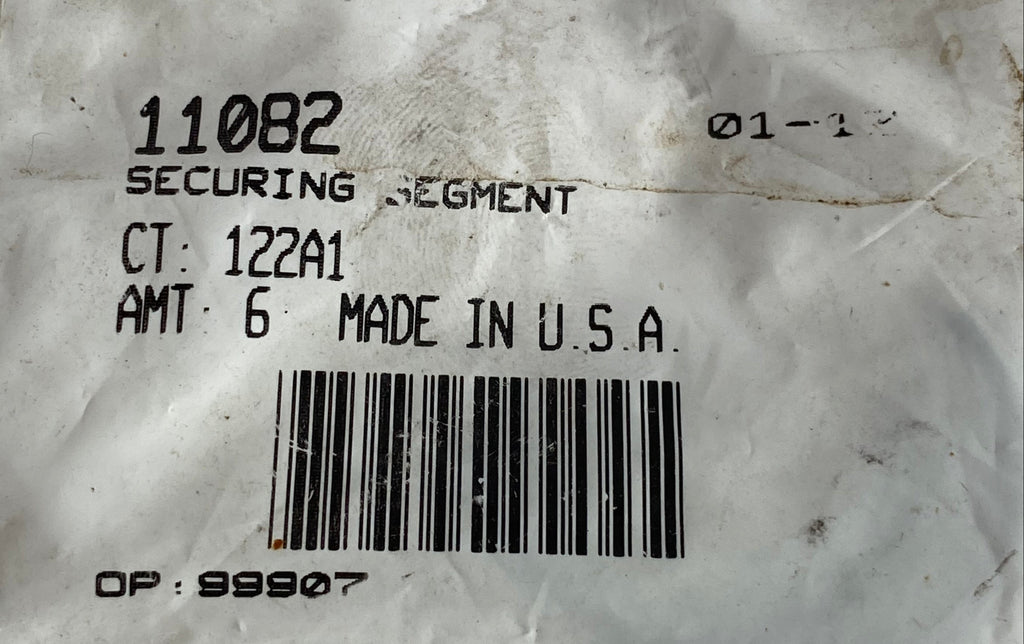 11082
SECURING SEGMENT
CT: 122A1
AMT: 6 MADE IN U.S.A.
OP: 99907